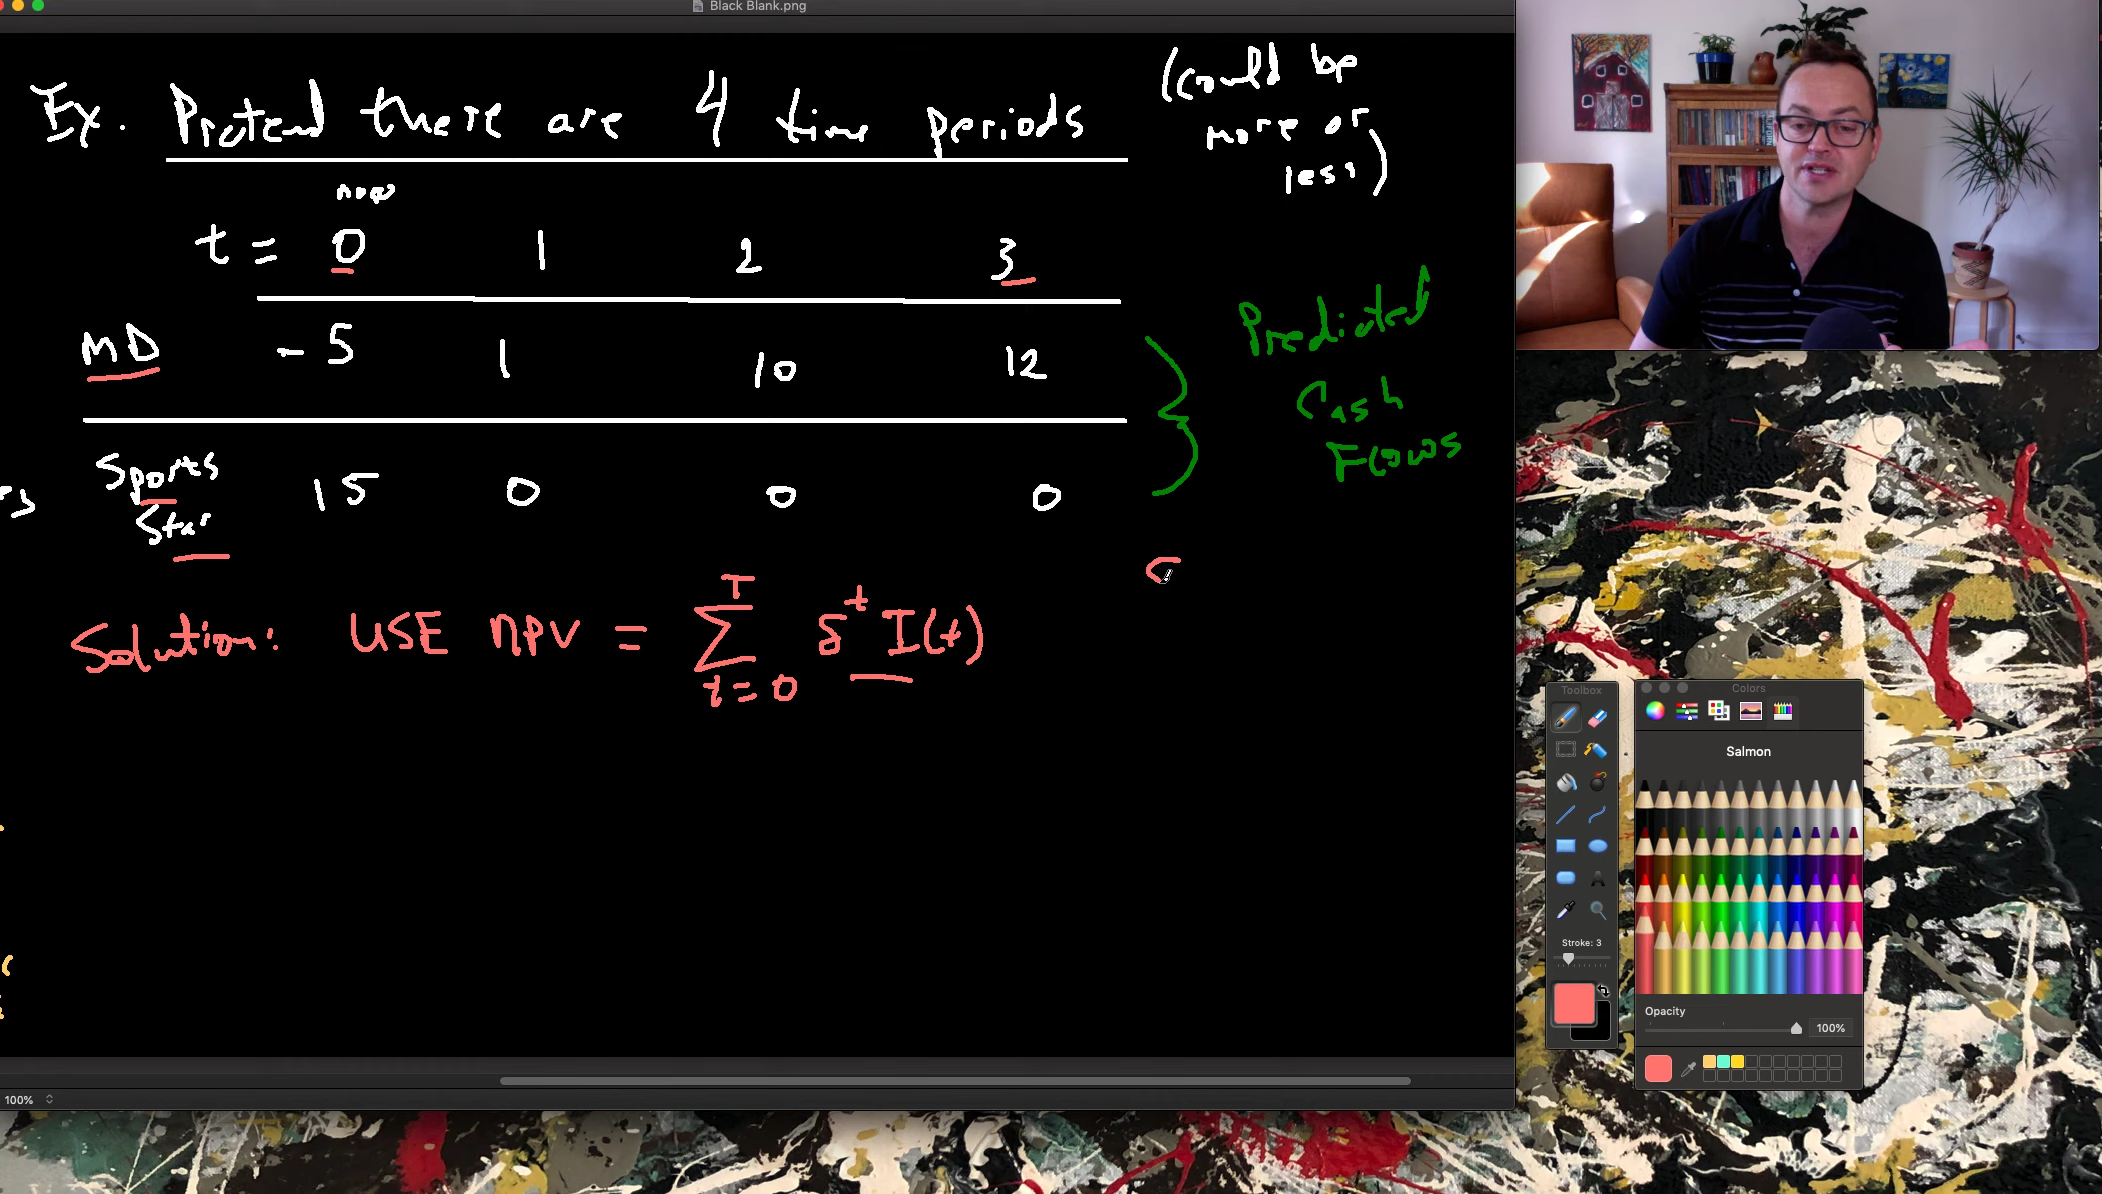 Black Blank.png
Ex. Pretend there are 4 time periods
(could be
more or
less)
now
t = 0 1 2 3
MD -5 1 10 12
Predicted
Cash
Flows
Sports
Star 15 0 0 0
Solution: USE NPV = \sum_{t=0}^{T} δ^t I(t)
Toolbox
Stroke: 3
Colors
Salmon
Opacity
100%
100%